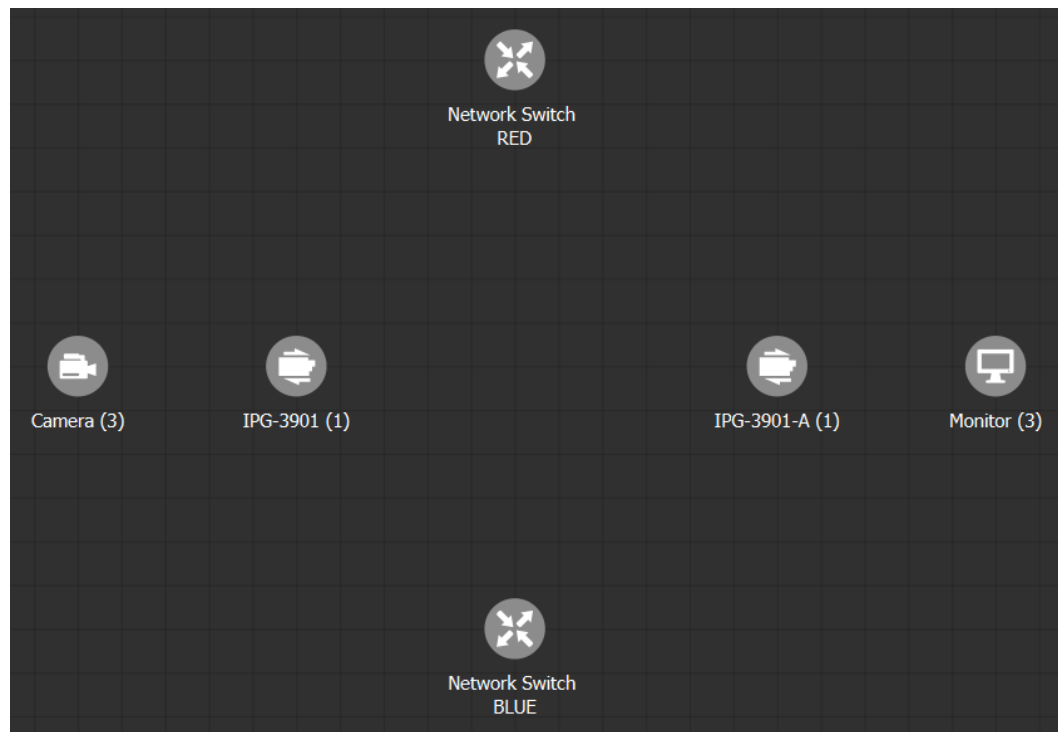 Network Switch
RED
Camera (3)
IPG-3901 (1)
IPG-3901-A (1)
Monitor (3)
Network Switch
BLUE